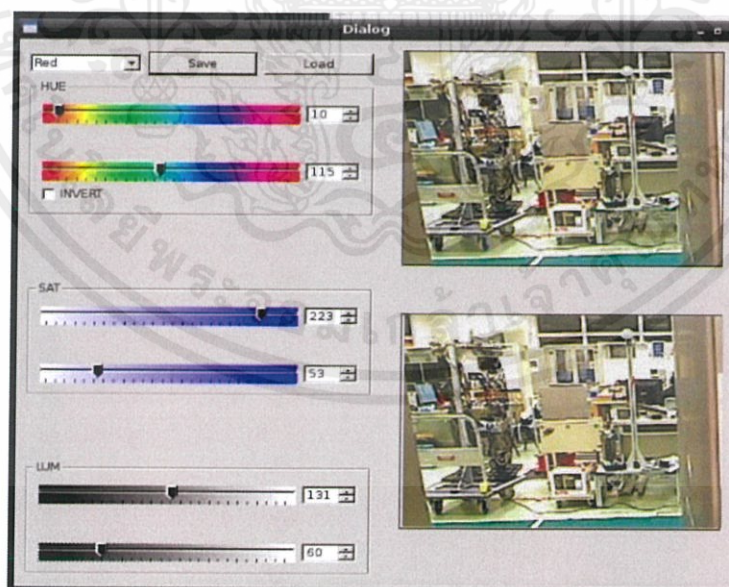 Dialog
Red Save Load
HUE
10
115
INVERT
SAT
223
53
LUM
131
60